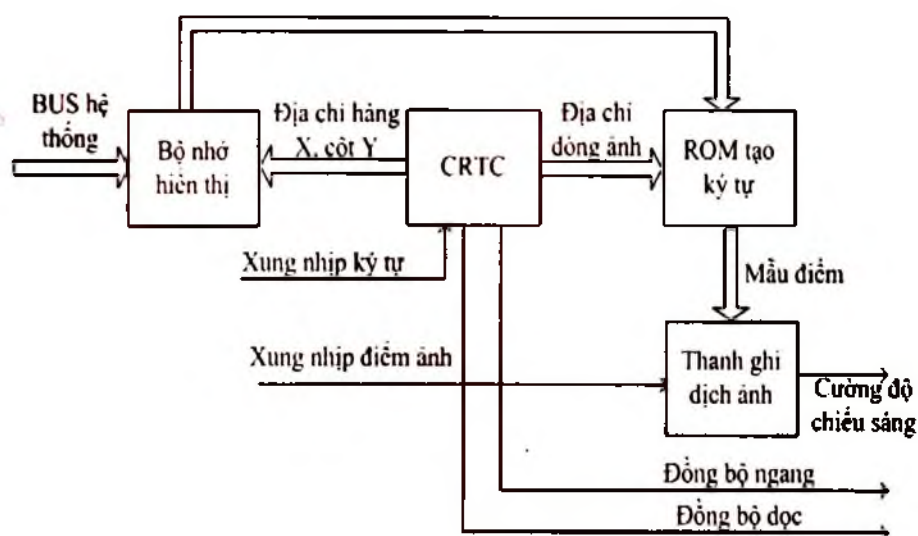 BUS hệ
thống
Bộ nhớ
hiển thị
Địa chỉ hàng
X, cột Y
CRTC
Địa chỉ
dòng ảnh
ROM tạo
ký tự
Xung nhịp ký tự
Mẫu điểm
Xung nhịp điểm ảnh
Thanh ghi
dịch ảnh
Cường độ
chiếu sáng
Đồng bộ ngang
Đồng bộ dọc